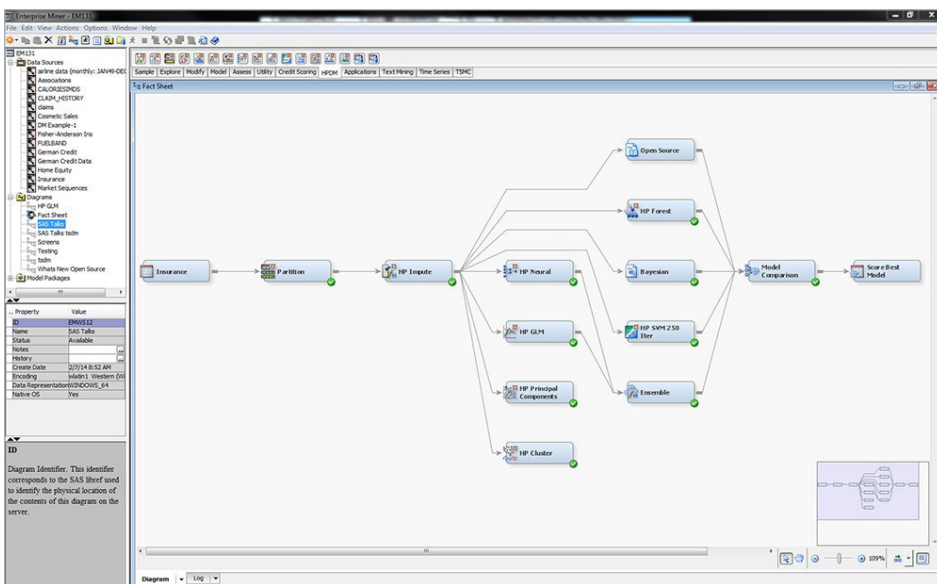 Enterprise Miner - EM131
File Edit View Actions Options Window Help
EM131
Data Sources
airline data (monthly: JAN49-DEC
Associations
CALORIESIMDS
CLAIM_HISTORY
claims
Cosmetic Sales
DM Example-1
Fisher-Anderson Iris
FUELBAND
German Credit
German Credit Data
Home Equity
Insurance
Market Sequences
Diagrams
HP GLM
Fact Sheet
SAS Talks
SAS Talks tsdm
Screens
Testing
tsdm
Whats New Open Source
Model Packages
... Property Value
ID EMWS12
Name SAS Talks
Status Available
Notes ...
History ...
Create Date 2/7/14 8:52 AM
Encoding wlatin1 Western (Wi
Data Representation WINDOWS_64
Native OS Yes
ID
Diagram Identifier. This identifier
corresponds to the SAS libref used
to identify the physical location of
the contents of this diagram on the
server.
Sample Explore Modify Model Assess Utility Credit Scoring HPDM Applications Text Mining Time Series TSMC
Fact Sheet
Open Source
HP Forest
Insurance
Partition
HP Impute
HP Neural
Bayesian
Model
Comparison
Score Best
Model
HP GLM
HP SVM 250
Iter
HP Principal
Components
Ensemble
HP Cluster
109%
Diagram Log